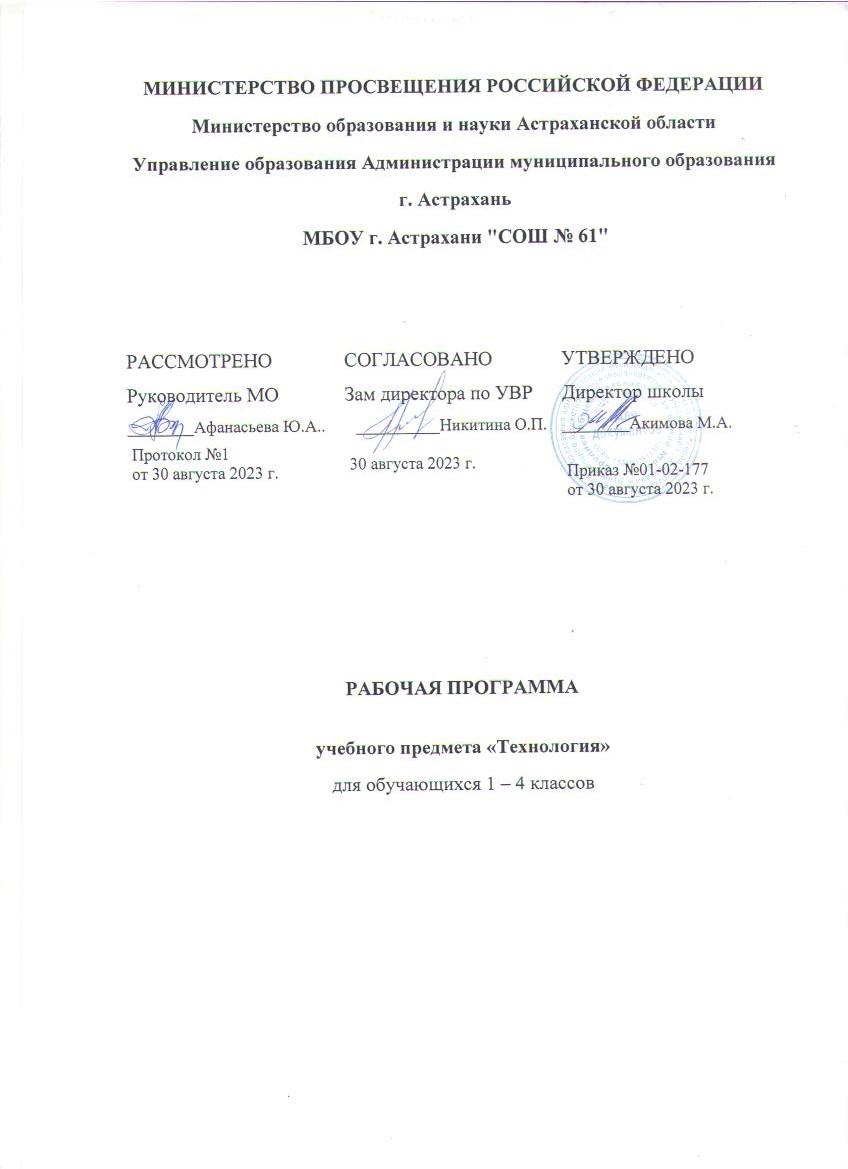 МИНИСТЕРСТВО ПРОСВЕЩЕНИЯ РОССИЙСКОЙ ФЕДЕРАЦИИ
Министерство образования и науки Астраханской области
Управление образования Администрации муниципального образования
г. Астрахань
МБОУ г. Астрахани "СОШ № 61"
РАССМОТРЕНО
Руководитель МО
________Афанасьева Ю.А..
Протокол №1
от 30 августа 2023 г.
СОГЛАСОВАНО
Зам директора по УВР
__________Никитина О.П.
30 августа 2023 г.
УТВЕРЖДЕНО
Директор школы
________Акимова М.А.
Приказ №01-02-177
от 30 августа 2023 г.
РАБОЧАЯ ПРОГРАММА
учебного предмета «Технология»
для обучающихся 1 – 4 классов